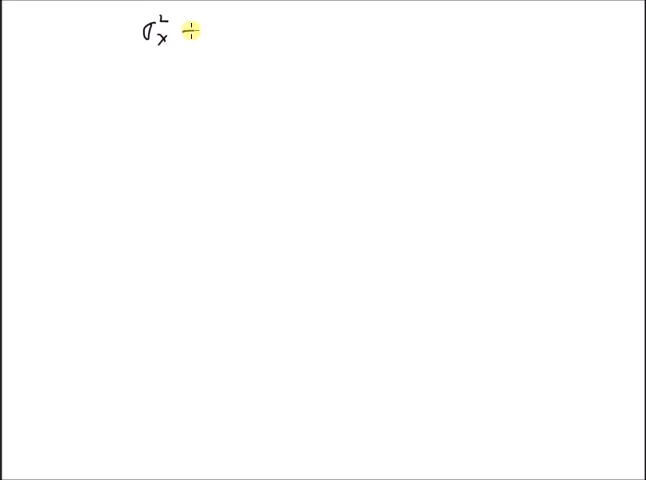 σ²ₓ =